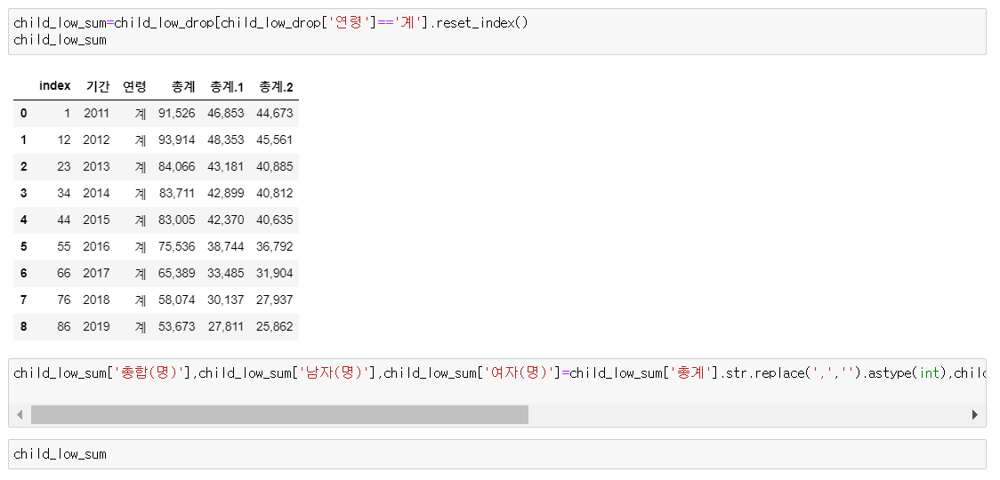 child_low_sum=child_low_drop[child_low_drop['연령']=='계'].reset_index()
child_low_sum
index 기간 연령 총계 총계.1 총계.2
0 1 2011 계 91,526 46,853 44,673
1 12 2012 계 93,914 48,353 45,561
2 23 2013 계 84,066 43,181 40,885
3 34 2014 계 83,711 42,899 40,812
4 44 2015 계 83,005 42,370 40,635
5 55 2016 계 75,536 38,744 36,792
6 66 2017 계 65,389 33,485 31,904
7 76 2018 계 58,074 30,137 27,937
8 86 2019 계 53,673 27,811 25,862
child_low_sum['총합(명)'],child_low_sum['남자(명)'],child_low_sum['여자(명)']=child_low_sum['총계'].str.replace(',','').astype(int),chilc
child_low_sum